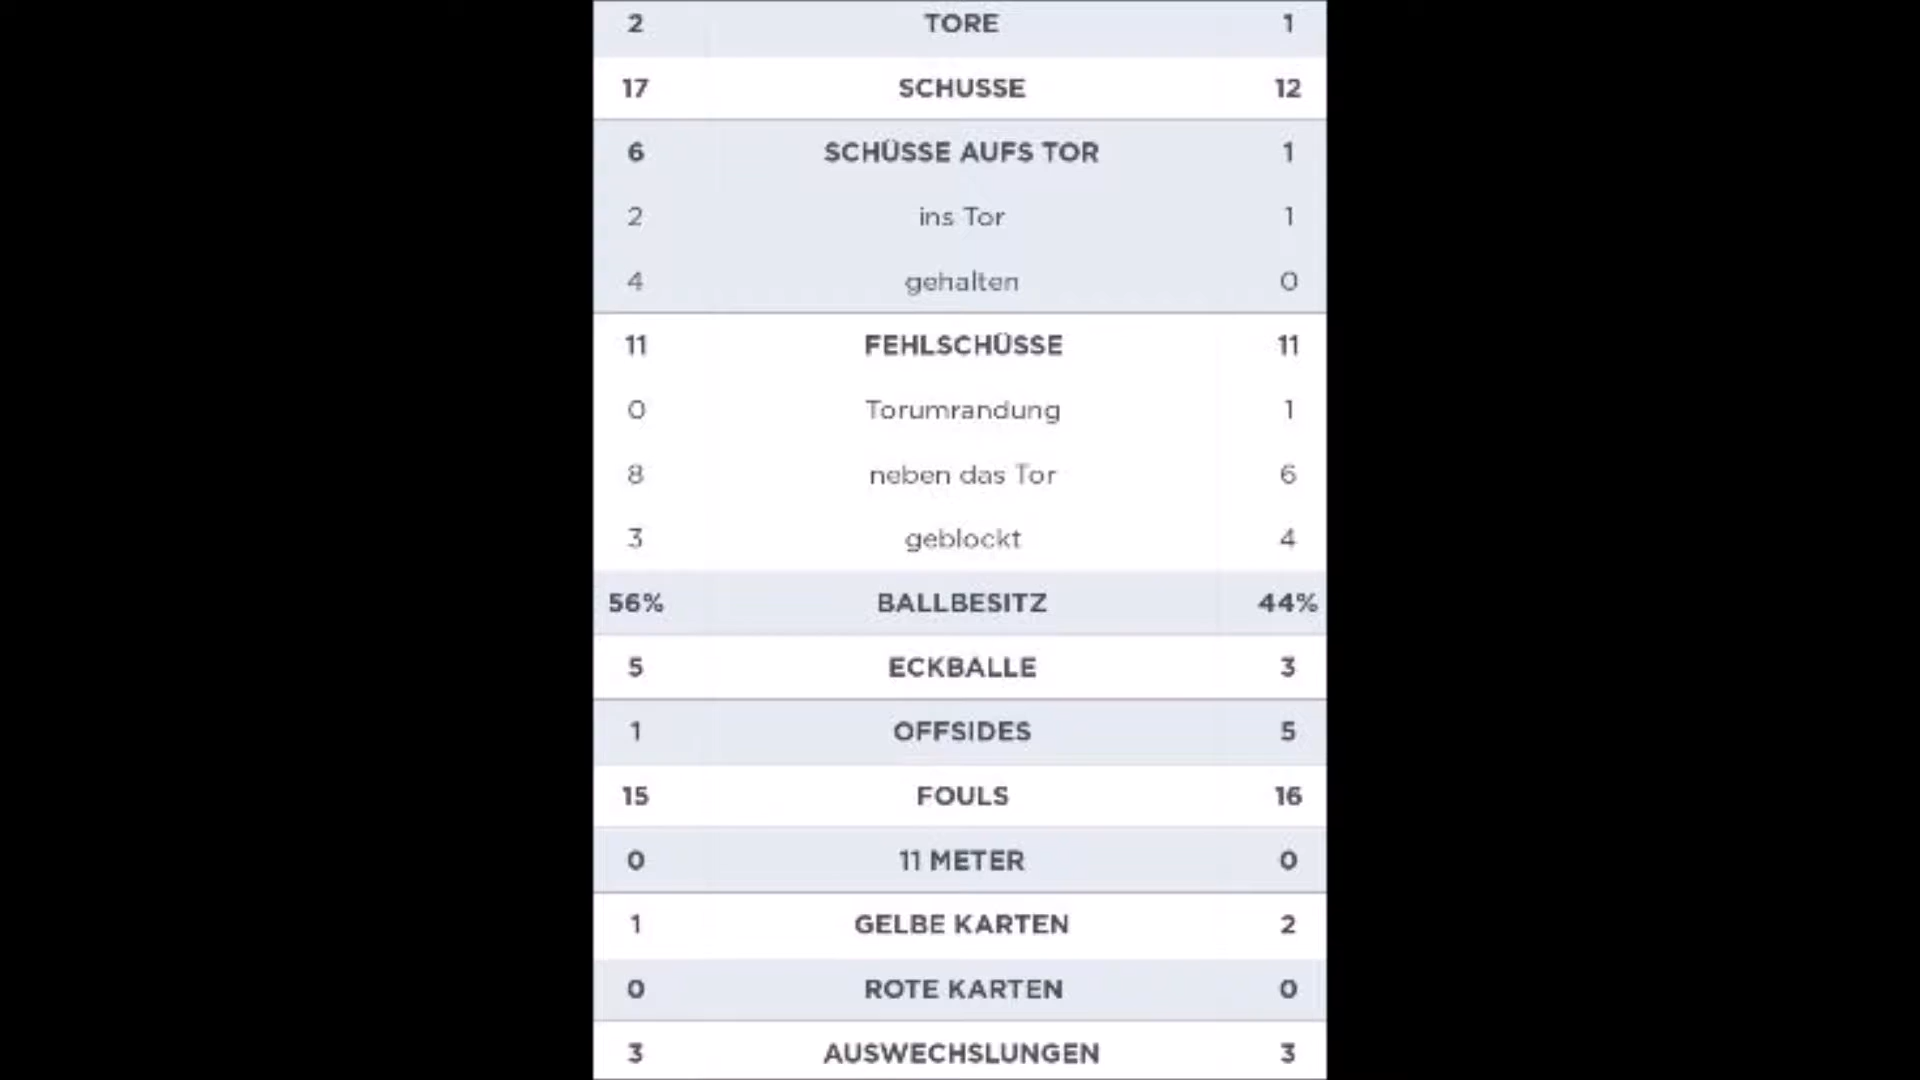 2 TORE 1
17 SCHUSSE 12
6 SCHÜSSE AUFS TOR 1
2 ins Tor 1
4 gehalten 0
11 FEHLSCHÜSSE 11
0 Torumrandung 1
8 neben das Tor 6
3 geblockt 4
56% BALLBESITZ 44%
5 ECKBALLE 3
1 OFFSIDES 5
15 FOULS 16
0 11 METER 0
1 GELBE KARTEN 2
0 ROTE KARTEN 0
3 AUSWECHSLUNGEN 3